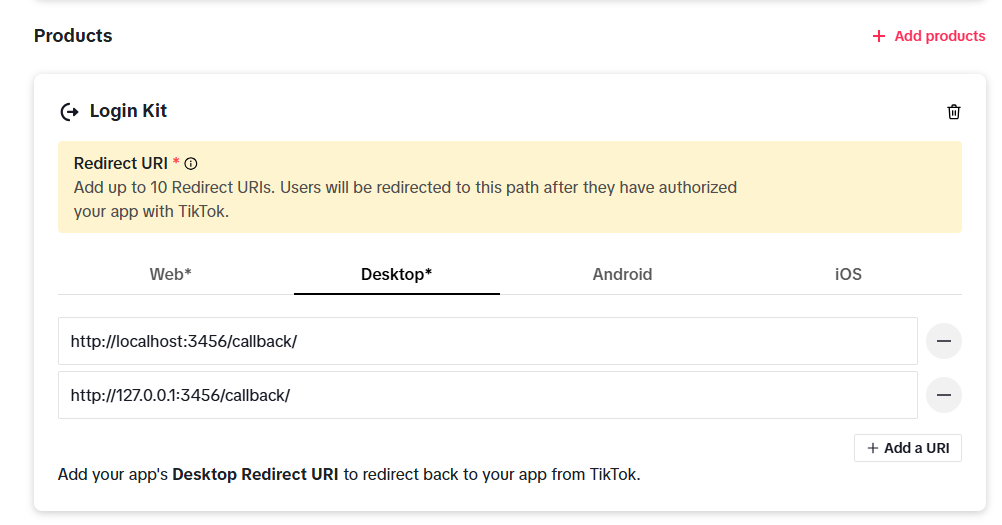 Products
+ Add products
Login Kit
Redirect URI *
Add up to 10 Redirect URIs. Users will be redirected to this path after they have authorized
your app with TikTok.
Web* Desktop* Android iOS
http://localhost:3456/callback/
http://127.0.0.1:3456/callback/
+ Add a URI
Add your app's Desktop Redirect URI to redirect back to your app from TikTok.